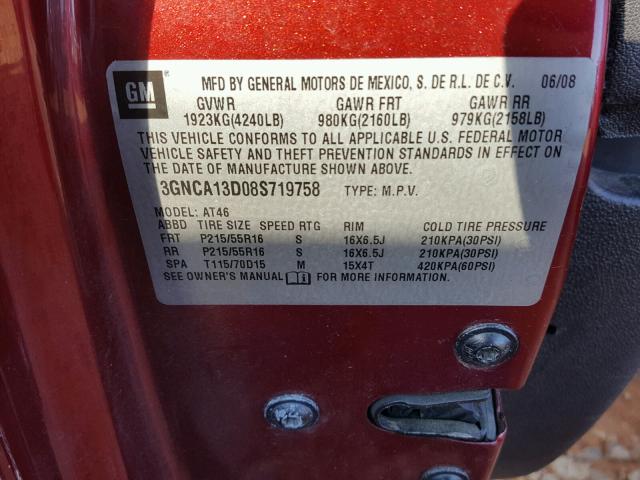 GM ®
MFD BY GENERAL MOTORS DE MEXICO, S. DE R.L. DE C.V. 06/08
GVWR GAWR FRT GAWR RR
1923KG(4240LB) 980KG(2160LB) 979KG(2158LB)
THIS VEHICLE CONFORMS TO ALL APPLICABLE U.S. FEDERAL MOTOR
VEHICLE SAFETY AND THEFT PREVENTION STANDARDS IN EFFECT ON
THE DATE OF MANUFACTURE SHOWN ABOVE.
3GNCA13D08S719758 TYPE: M.P.V.
MODEL: AT46
ABBD TIRE SIZE SPEED RTG RIM COLD TIRE PRESSURE
FRT P215/55R16 S 16X6.5J 210KPA(30PSI)
RR P215/55R16 S 16X6.5J 210KPA(30PSI)
SPA T115/70D15 M 15X4T 420KPA(60PSI)
SEE OWNER'S MANUAL FOR MORE INFORMATION.